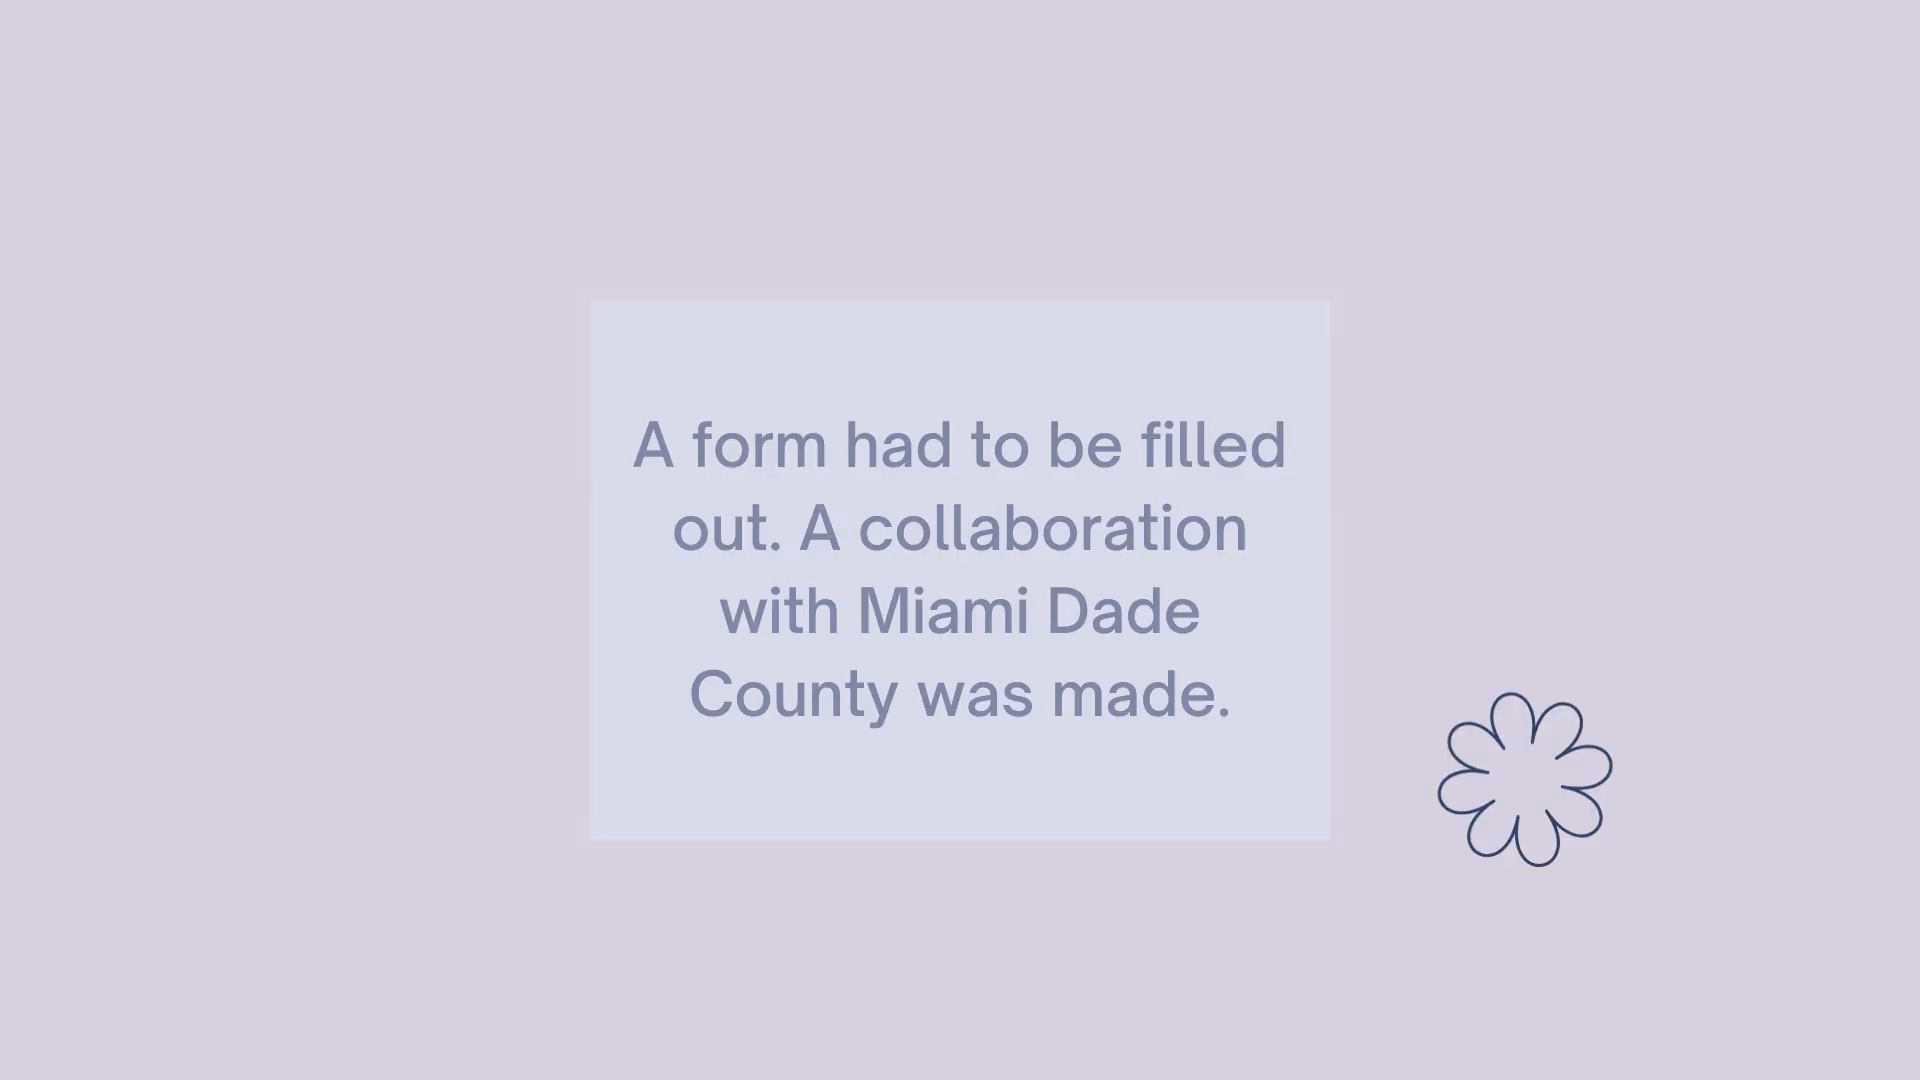 A form had to be filled
out. A collaboration
with Miami Dade
County was made.